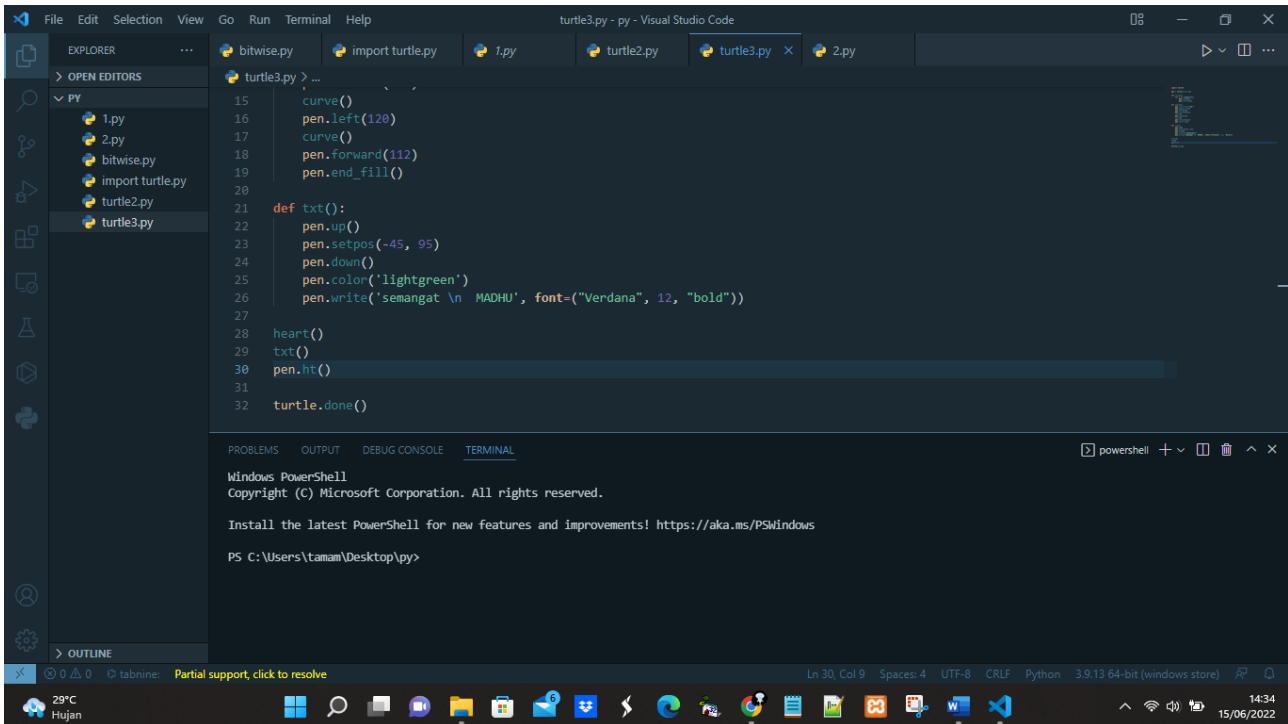 File Edit Selection View Go Run Terminal Help turtle3.py - py - Visual Studio Code
EXPLORER ··· bitwise.py import turtle.py 1.py turtle2.py turtle3.py 2.py
OPEN EDITORS turtle3.py > ...
PY
1.py
2.py
bitwise.py
import turtle.py
turtle2.py
turtle3.py
15 curve()
16 pen.left(120)
17 curve()
18 pen.forward(112)
19 pen.end_fill()
20
21 def txt():
22 pen.up()
23 pen.setpos(-45, 95)
24 pen.down()
25 pen.color('lightgreen')
26 pen.write('semangat \n  MADHU', font=("Verdana", 12, "bold"))
27
28 heart()
29 txt()
30 pen.ht()
31
32 turtle.done()
PROBLEMS OUTPUT DEBUG CONSOLE TERMINAL powershell
Windows PowerShell
Copyright (C) Microsoft Corporation. All rights reserved.
Install the latest PowerShell for new features and improvements! https://aka.ms/PSWindows
PS C:\Users\tamam\Desktop\py>
OUTLINE
0 0 tabnine: Partial support, click to resolve Ln 30, Col 9 Spaces: 4 UTF-8 CRLF Python 3.9.13 64-bit (windows store)
29°C
Hujan
14:34
15/06/2022